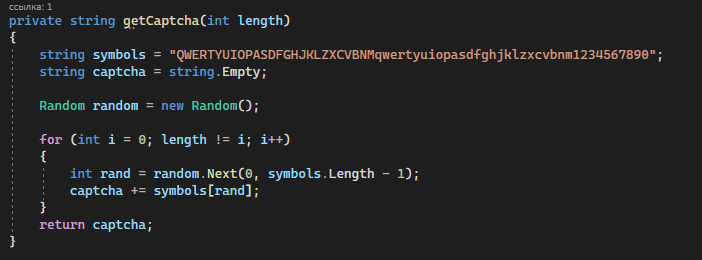 ссылка: 1
private string getCaptcha(int length)
{
    string symbols = "QWERTYUIOPASDFGHJKLZXCVBNMqwertyuiopasdfghjklzxcvbnm1234567890";
    string captcha = string.Empty;

    Random random = new Random();

    for (int i = 0; length != i; i++)
    {
        int rand = random.Next(0, symbols.Length - 1);
        captcha += symbols[rand];
    }
    return captcha;
}